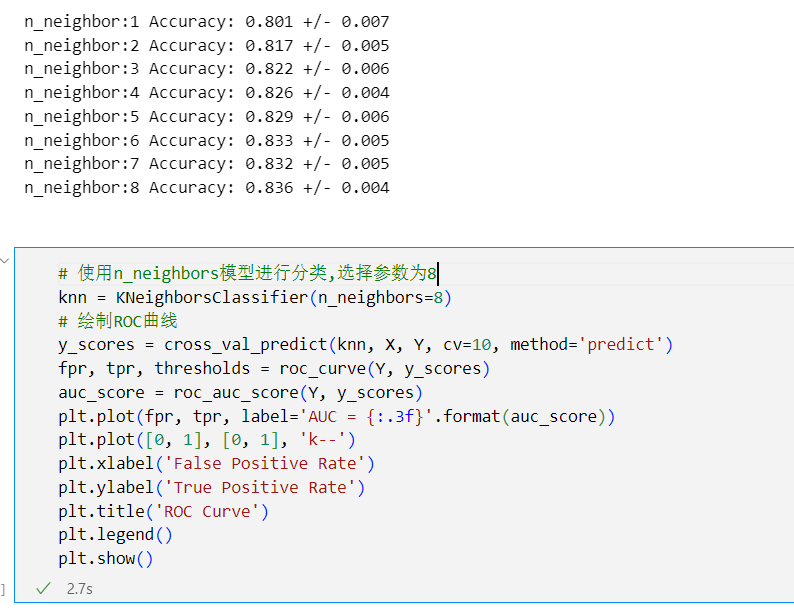 n_neighbor:1 Accuracy: 0.801 +/- 0.007
n_neighbor:2 Accuracy: 0.817 +/- 0.005
n_neighbor:3 Accuracy: 0.822 +/- 0.006
n_neighbor:4 Accuracy: 0.826 +/- 0.004
n_neighbor:5 Accuracy: 0.829 +/- 0.006
n_neighbor:6 Accuracy: 0.833 +/- 0.005
n_neighbor:7 Accuracy: 0.832 +/- 0.005
n_neighbor:8 Accuracy: 0.836 +/- 0.004
# 使用n_neighbors模型进行分类,选择参数为8
knn = KNeighborsClassifier(n_neighbors=8)
# 绘制ROC曲线
y_scores = cross_val_predict(knn, X, Y, cv=10, method='predict')
fpr, tpr, thresholds = roc_curve(Y, y_scores)
auc_score = roc_auc_score(Y, y_scores)
plt.plot(fpr, tpr, label='AUC = {:.3f}'.format(auc_score))
plt.plot([0, 1], [0, 1], 'k--')
plt.xlabel('False Positive Rate')
plt.ylabel('True Positive Rate')
plt.title('ROC Curve')
plt.legend()
plt.show()
] ✓ 2.7s